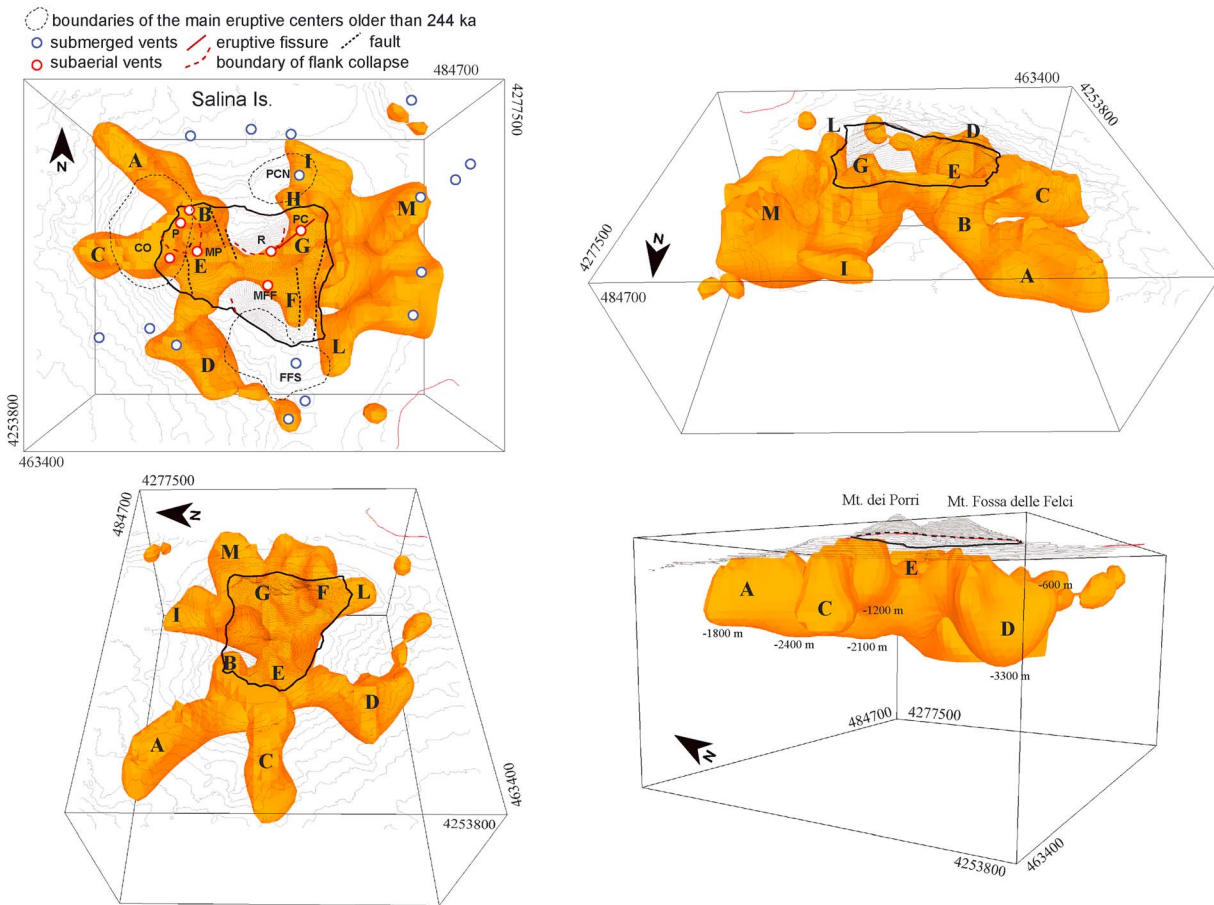 boundaries of the main eruptive centers older than 244 ka
submerged vents eruptive fissure fault
subaerial vents boundary of flank collapse
484700
4277500
Salina Is.
N
A
I
PCN
B
H
M
P
PC
R
G
C
CO
MP
E
MFF
F
L
D
FFS
4253800
463400
463400
4253800
L
D
G
E
C
M
B
N
I
A
4277500
484700
4277500
484700
N
M
G
F
L
I
B
E
D
A
C
463400
4253800
Mt. dei Porri Mt. Fossa delle Felci
E
A
C
-600 m
-1200 m
D
-1800 m
-2400 m
-2100 m
-3300 m
484700
4277500
N
4253800
463400